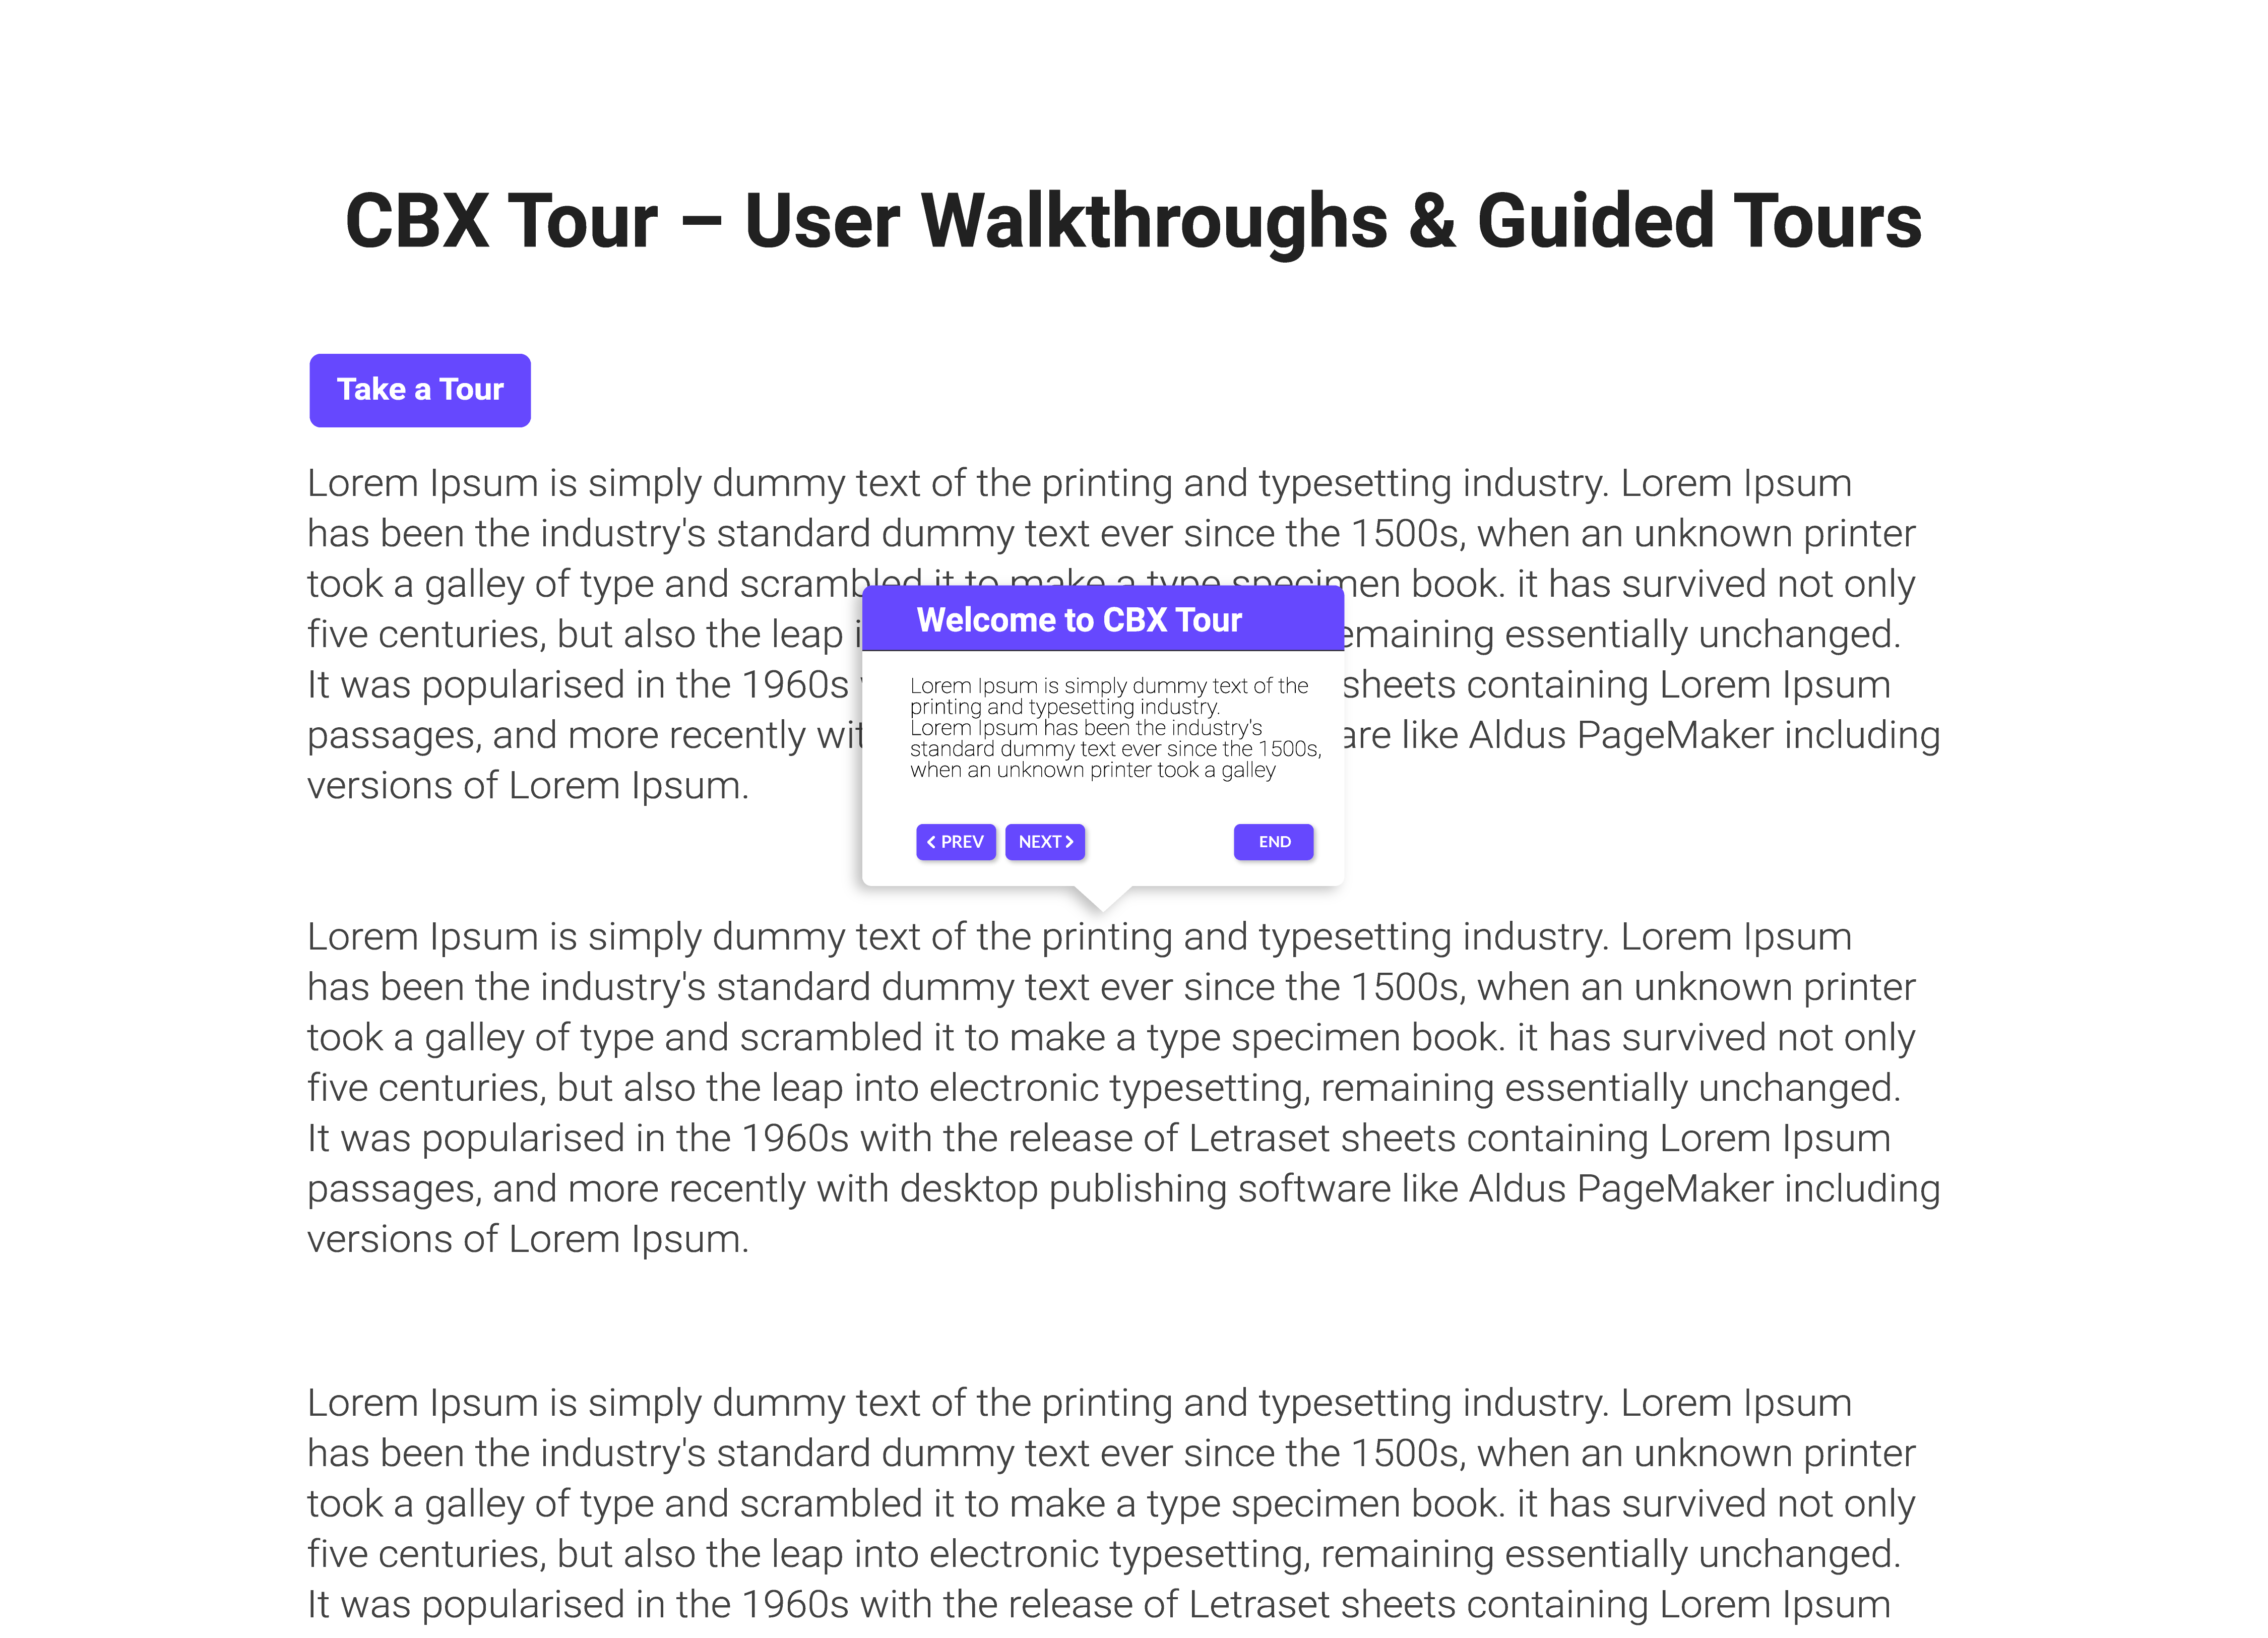 CBX Tour – User Walkthroughs & Guided Tours
Take a Tour
Lorem Ipsum is simply dummy text of the printing and typesetting industry. Lorem Ipsum
has been the industry's standard dummy text ever since the 1500s, when an unknown printer
took a galley of type and scrambled it to make a type specimen book. it has survived not only
five centuries, but also the leap
essentially unchanged.
It was popularised in the 1960s
sheets containing Lorem Ipsum
passages, and more recently
like Aldus PageMaker including
versions of Lorem Ipsum.
Welcome to CBX Tour
Lorem Ipsum is simply dummy text of the
printing and typesetting industry.
Lorem Ipsum has been the industry's
standard dummy text ever since the 1500s,
when an unknown printer took a galley
PREV NEXT END
Lorem Ipsum is simply dummy text of the printing and typesetting industry. Lorem Ipsum
has been the industry's standard dummy text ever since the 1500s, when an unknown printer
took a galley of type and scrambled it to make a type specimen book. it has survived not only
five centuries, but also the leap into electronic typesetting, remaining essentially unchanged.
It was popularised in the 1960s with the release of Letraset sheets containing Lorem Ipsum
passages, and more recently with desktop publishing software like Aldus PageMaker including
versions of Lorem Ipsum.
Lorem Ipsum is simply dummy text of the printing and typesetting industry. Lorem Ipsum
has been the industry's standard dummy text ever since the 1500s, when an unknown printer
took a galley of type and scrambled it to make a type specimen book. it has survived not only
five centuries, but also the leap into electronic typesetting, remaining essentially unchanged.
It was popularised in the 1960s with the release of Letraset sheets containing Lorem Ipsum